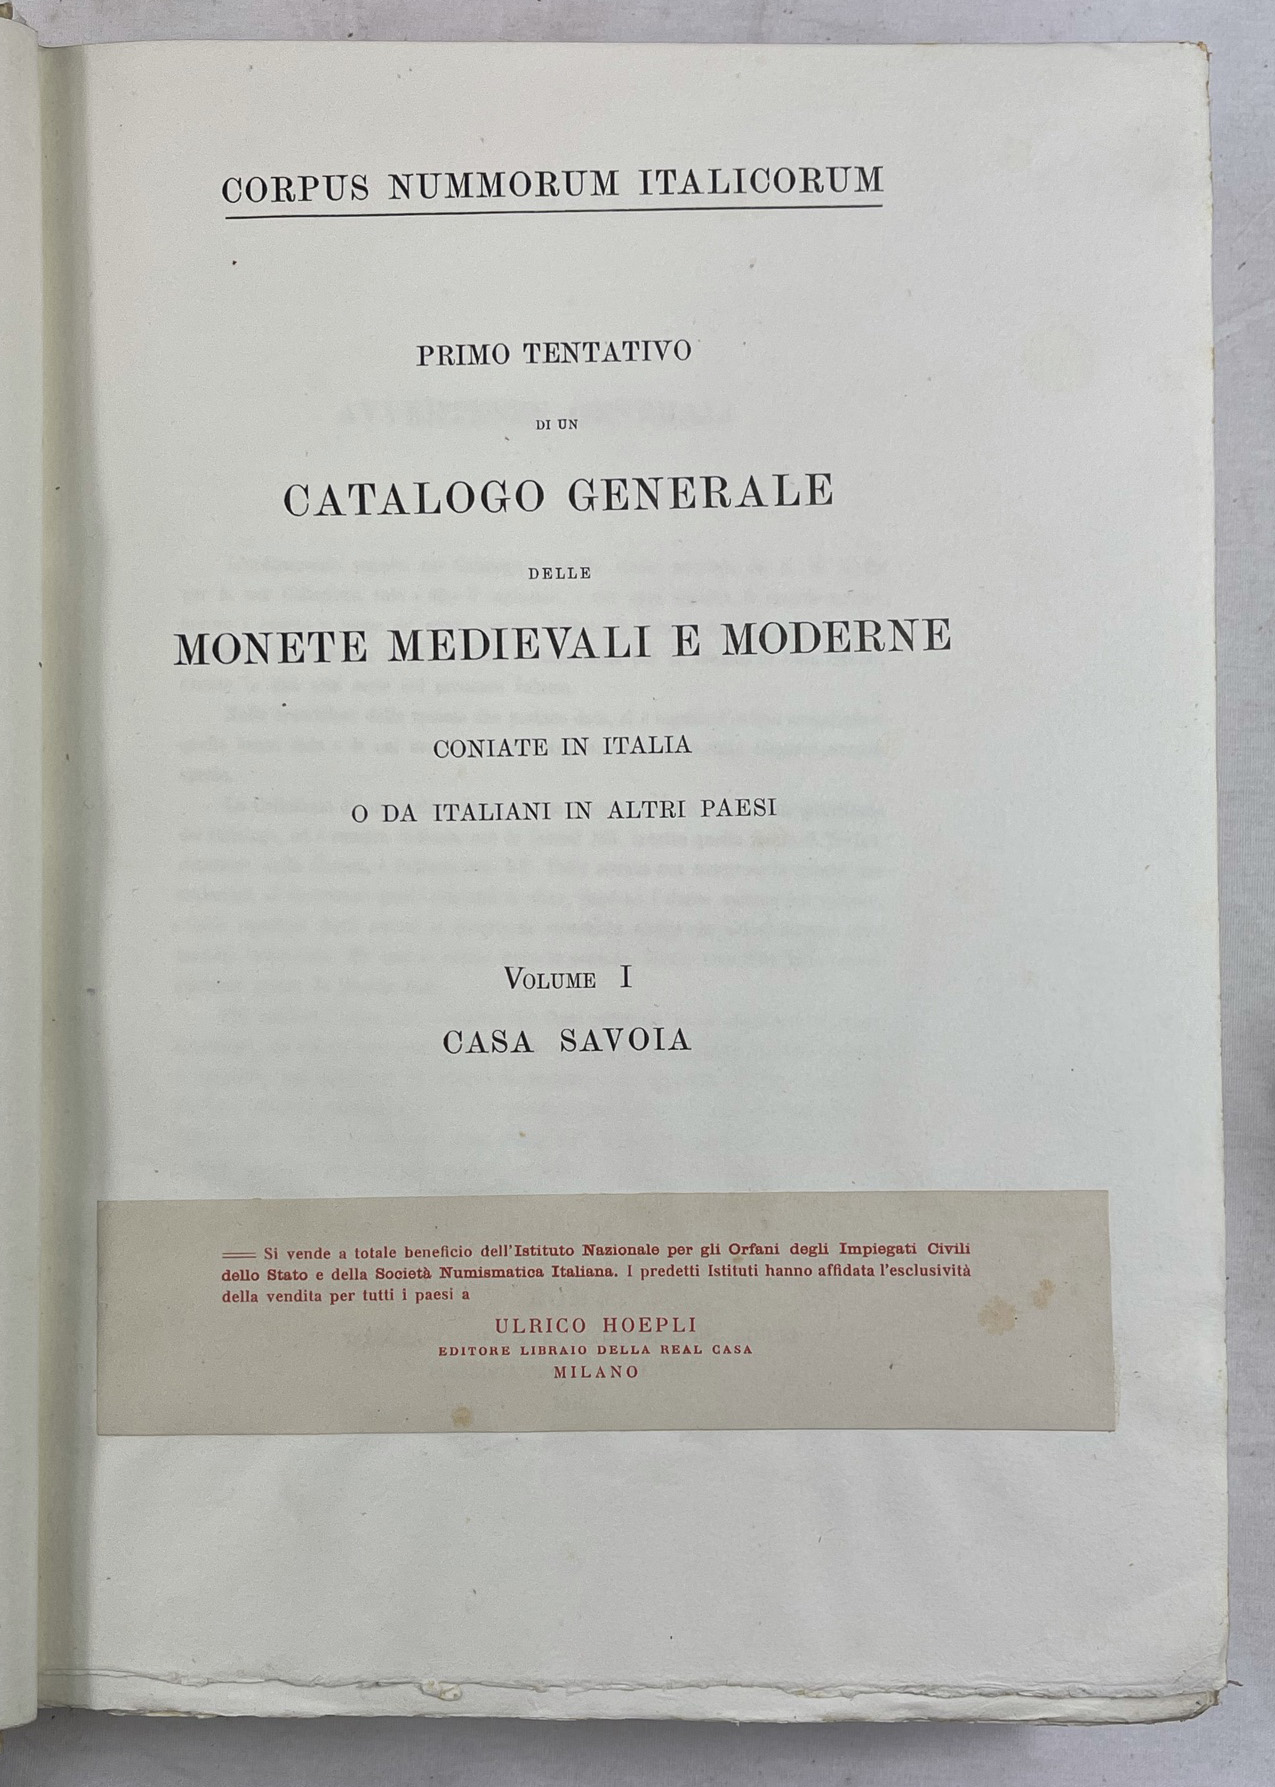 CORPUS NUMMORUM ITALICORUM
PRIMO TENTATIVO
DI UN
CATALOGO GENERALE
DELLE
MONETE MEDIEVALI E MODERNE
CONIATE IN ITALIA
O DA ITALIANI IN ALTRI PAESI
VOLUME I
CASA SAVOIA
Si vende a totale beneficio dell'Istituto Nazionale per gli Orfani degli Impiegati Civili
dello Stato e della Società Numismatica Italiana. I predetti Istituti hanno affidata l'esclusività
della vendita per tutti i paesi a
ULRICO HOEPLI
EDITORE LIBRAIO DELLA REAL CASA
MILANO